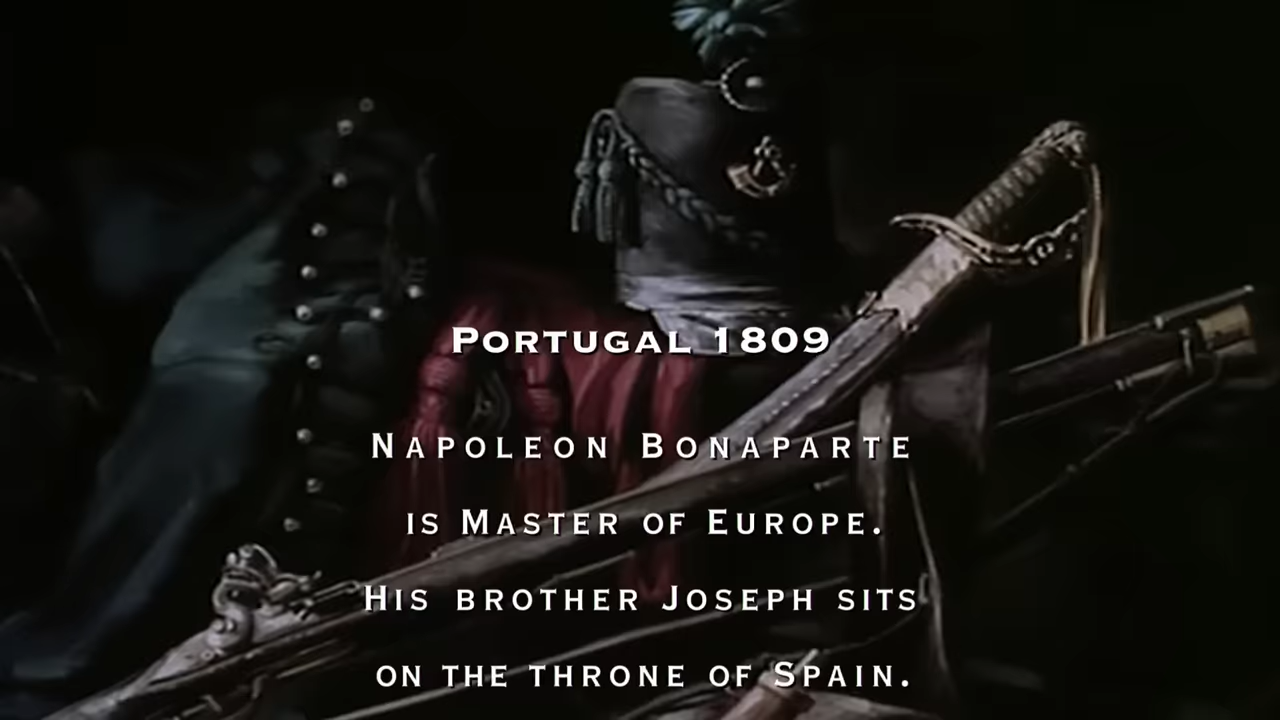 Portugal 1809
Napoleon Bonaparte
is Master of Europe.
His brother Joseph sits
on the throne of Spain.